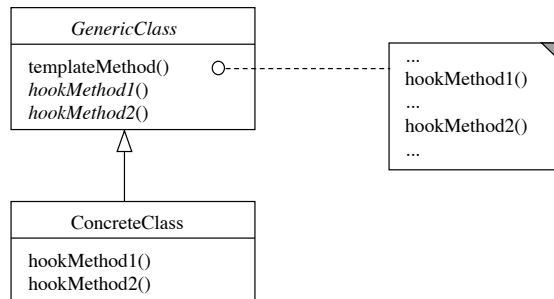 GenericClass
templateMethod()
hookMethod1()
hookMethod2()
...
hookMethod1()
...
hookMethod2()
...
ConcreteClass
hookMethod1()
hookMethod2()